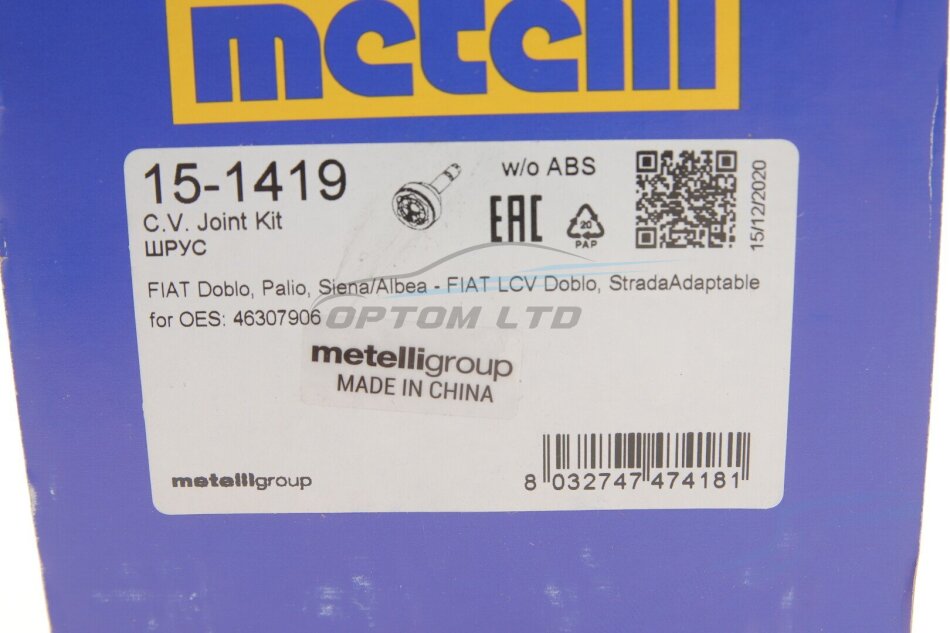 metelli
15-1419
w/o ABS
C.V. Joint Kit
ШРУС
EAC
20
PAP
15/12/2020
FIAT Doblo, Palio, Siena/Albea - FIAT LCV Doblo, StradaAdaptable
for OES: 46307906
OPTOM LTD
metelligroup
MADE IN CHINA
metelligroup
8 032747 474181